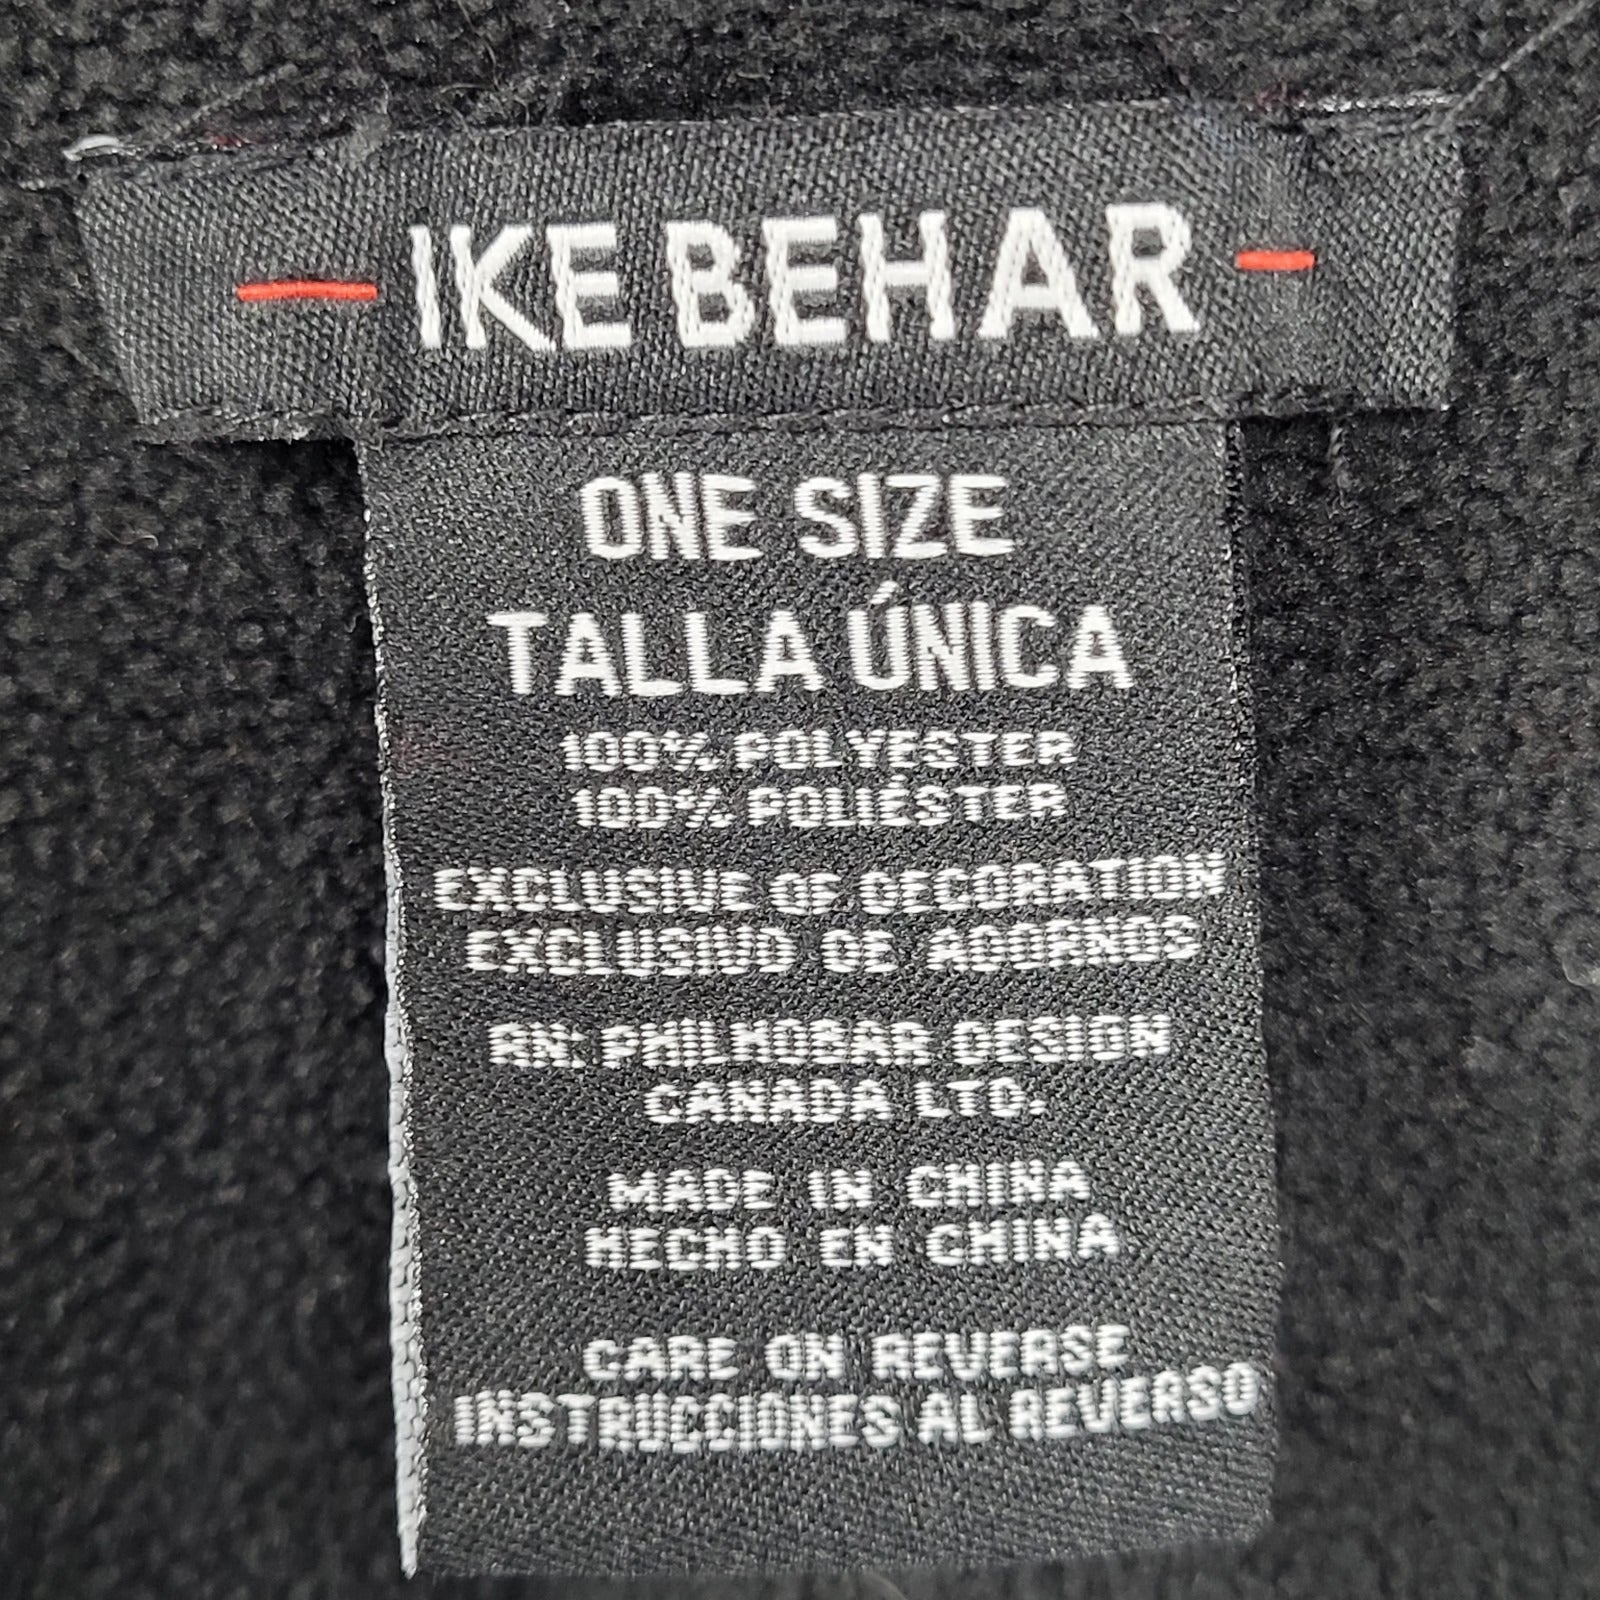 IKE BEHAR
ONE SIZE
TALLA ÚNICA
100% POLYESTER
100% POLIÉSTER
EXCLUSIVE OF DECORATION
EXCLUSIVO DE ADORNOS
RN: PHILMOBAR DESIGN
CANADA LTD.
MADE IN CHINA
HECHO EN CHINA
CARE ON REVERSE
INSTRUCCIONES AL REVERSO